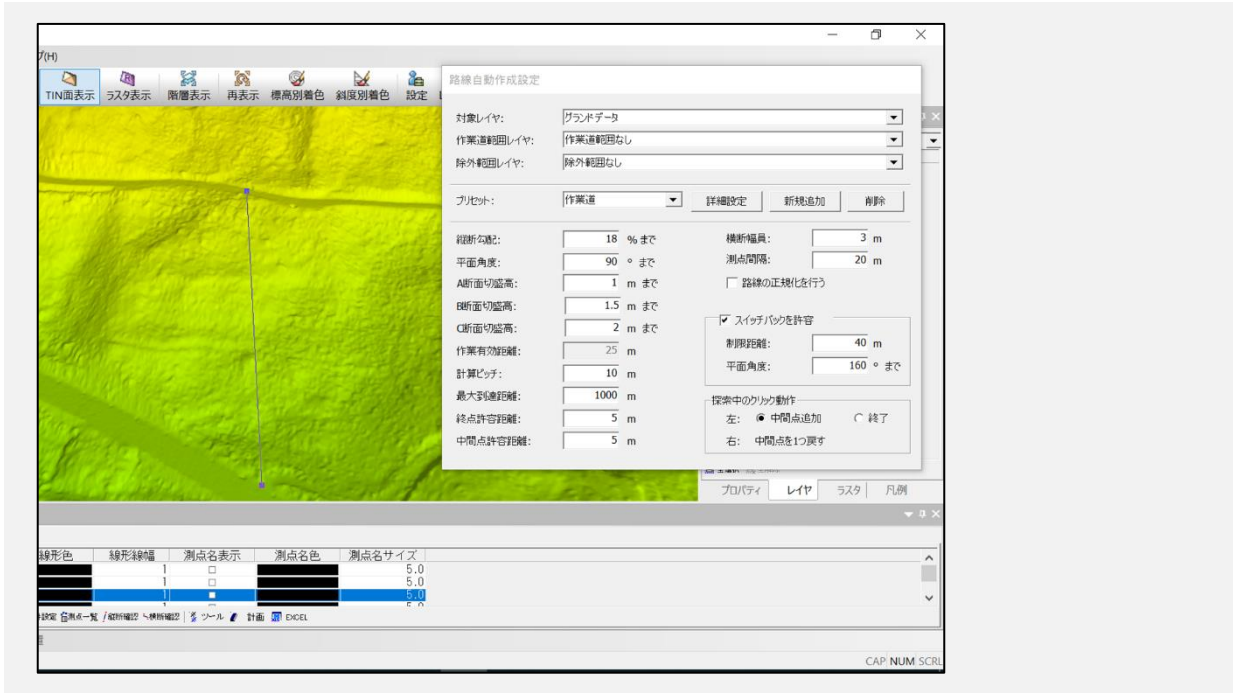 プ(H)
TIN面表示 ラスタ表示 階層表示 再表示 標高別着色 斜度別着色 設定
路線自動作成設定
対象レイヤ: グランドデータ
作業道範囲レイヤ: 作業道範囲なし
除外範囲レイヤ: 除外範囲なし
プリセット: 作業道 詳細設定 新規追加 削除
縦断勾配: 18 % まで 横断幅員: 3 m
平面角度: 90 ° まで 測点間隔: 20 m
A断面切盛高: 1 m まで 路線の正規化を行う
B断面切盛高: 1.5 m まで
C断面切盛高: 2 m まで スイッチバックを許容
作業有効距離: 25 m 制限距離: 40 m
計算ピッチ: 10 m 平面角度: 160 ° まで
最大到達距離: 1000 m 探索中のクリック動作
終点許容距離: 5 m 左: 中間点追加 終了
中間点許容距離: 5 m 右: 中間点を1つ戻す
プロパティ レイヤ ラスタ 凡例
線形色 線形線幅 測点名表示 測点名色 測点名サイズ
1 5.0
1 5.0
1 5.0
設定 測点一覧 縦断確認 横断確認 ツール 計画 EXCEL
CAP NUM SCRL